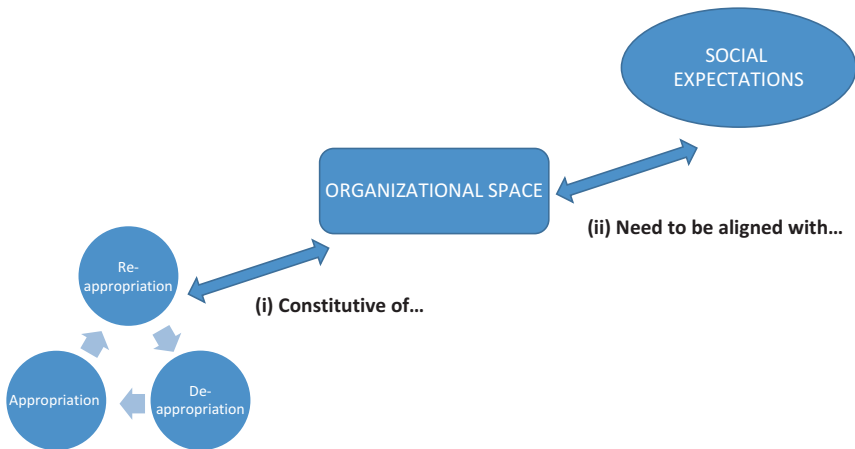 SOCIAL
EXPECTATIONS
ORGANIZATIONAL SPACE
(ii) Need to be aligned with…
Re-
appropriation
(i) Constitutive of…
Appropriation
De-
appropriation